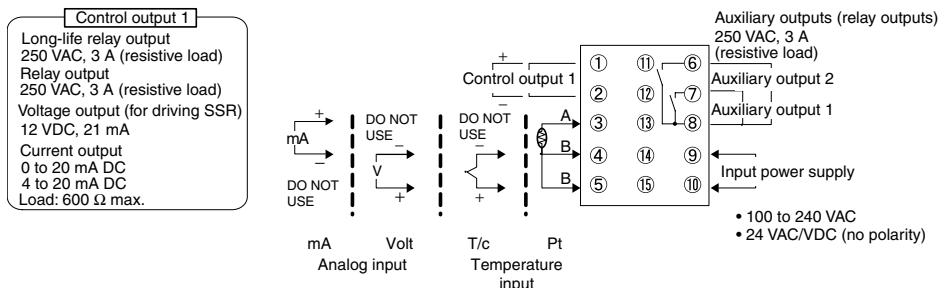 Control output 1
Long-life relay output
250 VAC, 3 A (resistive load)
Relay output
250 VAC, 3 A (resistive load)
Voltage output (for driving SSR)
12 VDC, 21 mA
Current output
0 to 20 mA DC
4 to 20 mA DC
Load: 600 Ω max.
+
mA
−
DO NOT
USE
DO NOT
USE
−
V
+
DO NOT
USE
−
+
A
B
B
+
Control output 1
−
① ⑪ ⑥
② ⑫ ⑦
③ ⑬ ⑧
④ ⑭ ⑨
⑤ ⑮ ⑩
Auxiliary outputs (relay outputs)
250 VAC, 3 A
(resistive load)
Auxiliary output 2
Auxiliary output 1
Input power supply
• 100 to 240 VAC
• 24 VAC/VDC (no polarity)
mA Volt T/c Pt
Analog input
Temperature
input